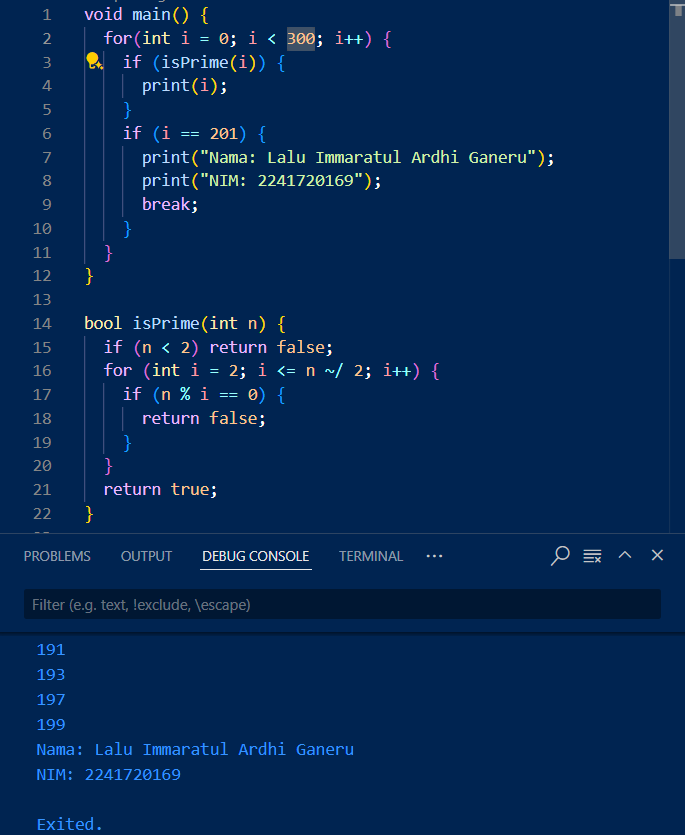 1 void main() {
2   for(int i = 0; i < 300; i++) {
3     if (isPrime(i)) {
4       print(i);
5     }
6     if (i == 201) {
7       print("Nama: Lalu Immaratul Ardhi Ganeru");
8       print("NIM: 2241720169");
9       break;
10     }
11   }
12 }
13
14 bool isPrime(int n) {
15   if (n < 2) return false;
16   for (int i = 2; i <= n ~/ 2; i++) {
17     if (n % i == 0) {
18       return false;
19     }
20   }
21   return true;
22 }
PROBLEMS OUTPUT DEBUG CONSOLE TERMINAL ···
Filter (e.g. text, !exclude, \escape)
191
193
197
199
Nama: Lalu Immaratul Ardhi Ganeru
NIM: 2241720169
Exited.